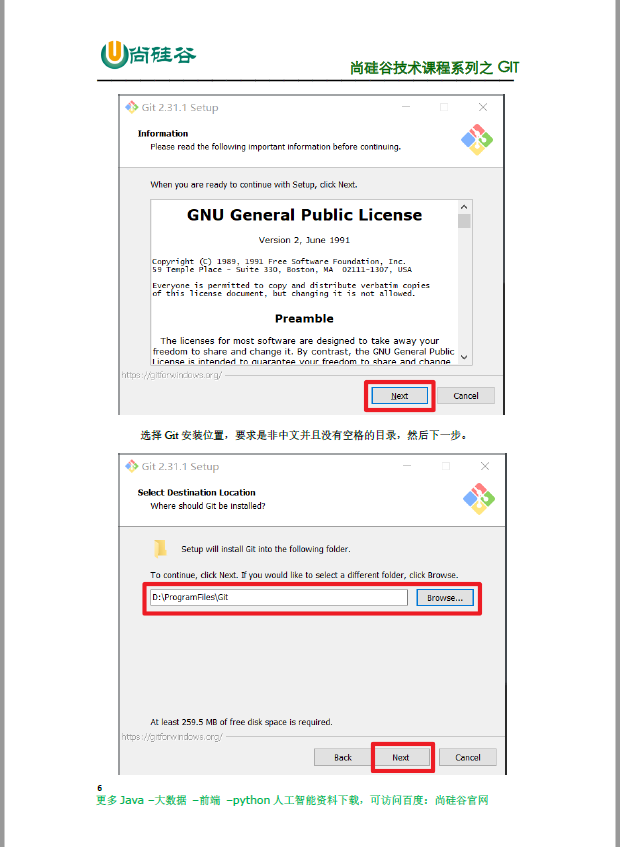 尚硅谷
尚硅谷技术课程系列之 GIT
Git 2.31.1 Setup
Information
Please read the following important information before continuing.
When you are ready to continue with Setup, click Next.
GNU General Public License
Version 2, June 1991
Copyright (C) 1989, 1991 Free Software Foundation, Inc.
59 Temple Place - Suite 330, Boston, MA  02111-1307, USA
Everyone is permitted to copy and distribute verbatim copies
of this license document, but changing it is not allowed.
Preamble
The licenses for most software are designed to take away your
freedom to share and change it. By contrast, the GNU General Public
License is intended to guarantee your freedom to share and change
https://gitforwindows.org/
Next
Cancel
选择 Git 安装位置，要求是非中文并且没有空格的目录，然后下一步。
Git 2.31.1 Setup
Select Destination Location
Where should Git be installed?
Setup will install Git into the following folder.
To continue, click Next. If you would like to select a different folder, click Browse.
D:\ProgramFiles\Git
Browse...
At least 259.5 MB of free disk space is required.
https://gitforwindows.org/
Back
Next
Cancel
6
更多 Java –大数据 –前端 –python 人工智能资料下载，可访问百度：尚硅谷官网